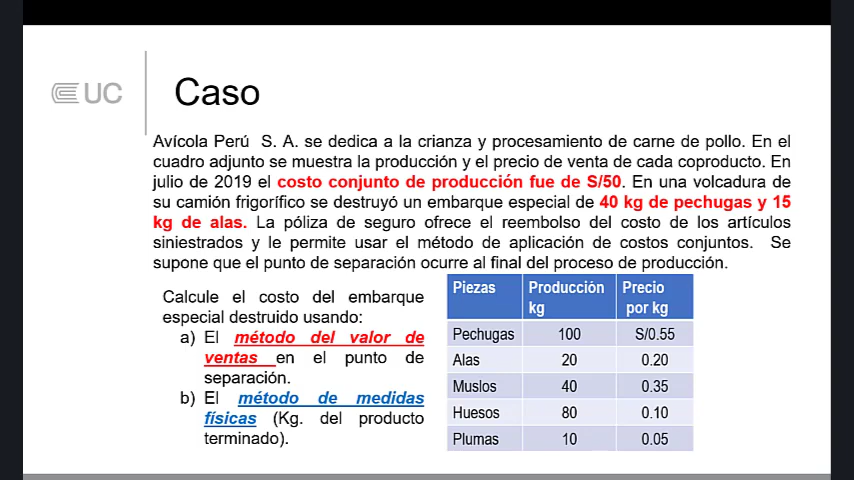 UC
Caso
Avícola Perú S. A. se dedica a la crianza y procesamiento de carne de pollo. En el
cuadro adjunto se muestra la producción y el precio de venta de cada coproducto. En
julio de 2019 el costo conjunto de producción fue de S/50. En una volcadura de
su camión frigorífico se destruyó un embarque especial de 40 kg de pechugas y 15
kg de alas. La póliza de seguro ofrece el reembolso del costo de los artículos
siniestrados y le permite usar el método de aplicación de costos conjuntos. Se
supone que el punto de separación ocurre al final del proceso de producción.
Calcule el costo del embarque
especial destruido usando:
a) El método del valor de
ventas en el punto de
separación.
b) El método de medidas
físicas (Kg. del producto
terminado).
Piezas Producción kg Precio por kg
Pechugas 100 S/0.55
Alas 20 0.20
Muslos 40 0.35
Huesos 80 0.10
Plumas 10 0.05